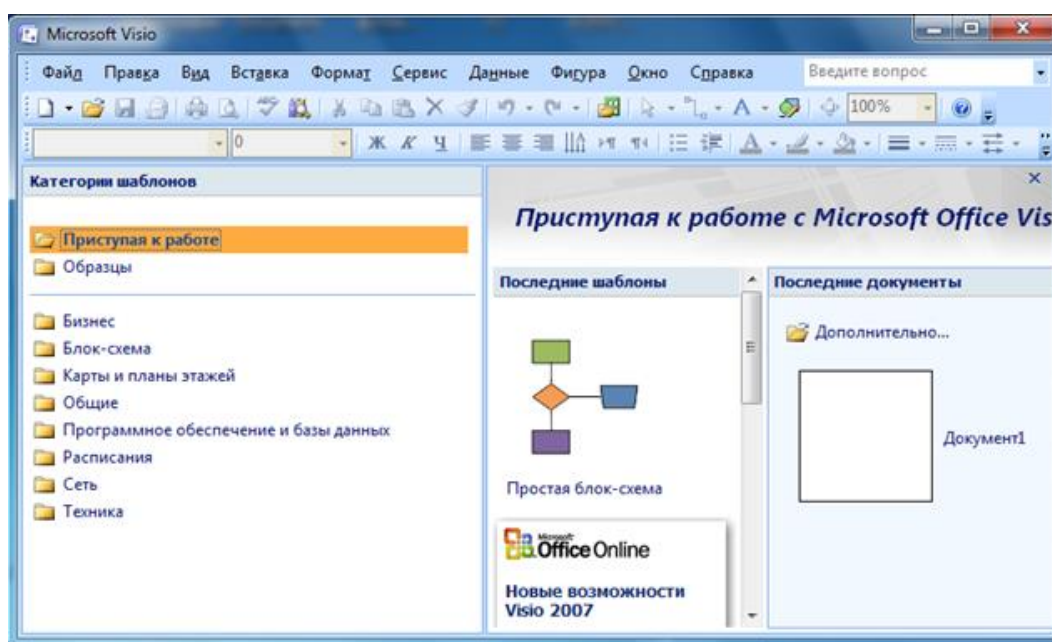 Microsoft Visio
Файл Правка Вид Вставка Формат Сервис Данные Фигура Окно Справка Введите вопрос
100%
0 Ж К Ч
Категории шаблонов
Приступая к работе
Образцы
Бизнес
Блок-схема
Карты и планы этажей
Общие
Программное обеспечение и базы данных
Расписания
Сеть
Техника
Приступая к работе с Microsoft Office Vis
Последние шаблоны
Простая блок-схема
Microsoft
Office Online
Новые возможности
Visio 2007
Последние документы
Дополнительно...
Документ1